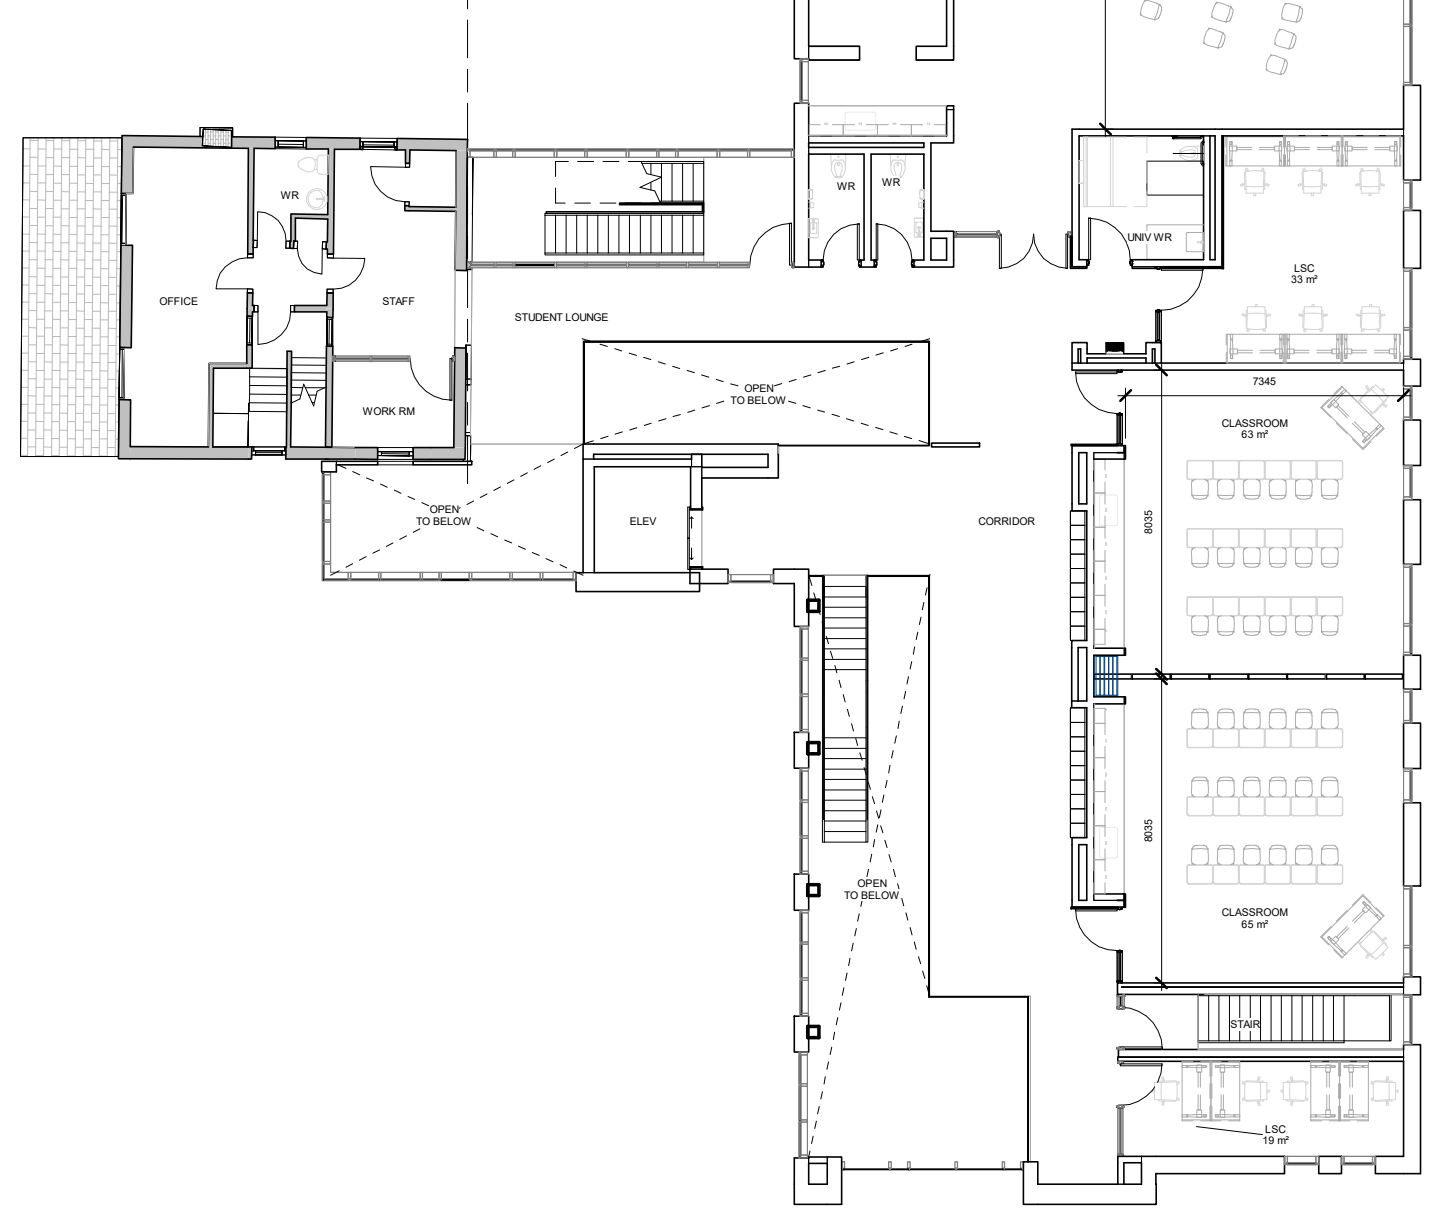 WR
WR
WR
UNIV WR
LSC
33 m²
OFFICE
STAFF
STUDENT LOUNGE
7345
OPEN
TO BELOW
WORK RM
CLASSROOM
63 m²
OPEN
TO BELOW
ELEV
CORRIDOR
8035
8035
OPEN
TO BELOW
CLASSROOM
65 m²
STAIR
LSC
19 m²